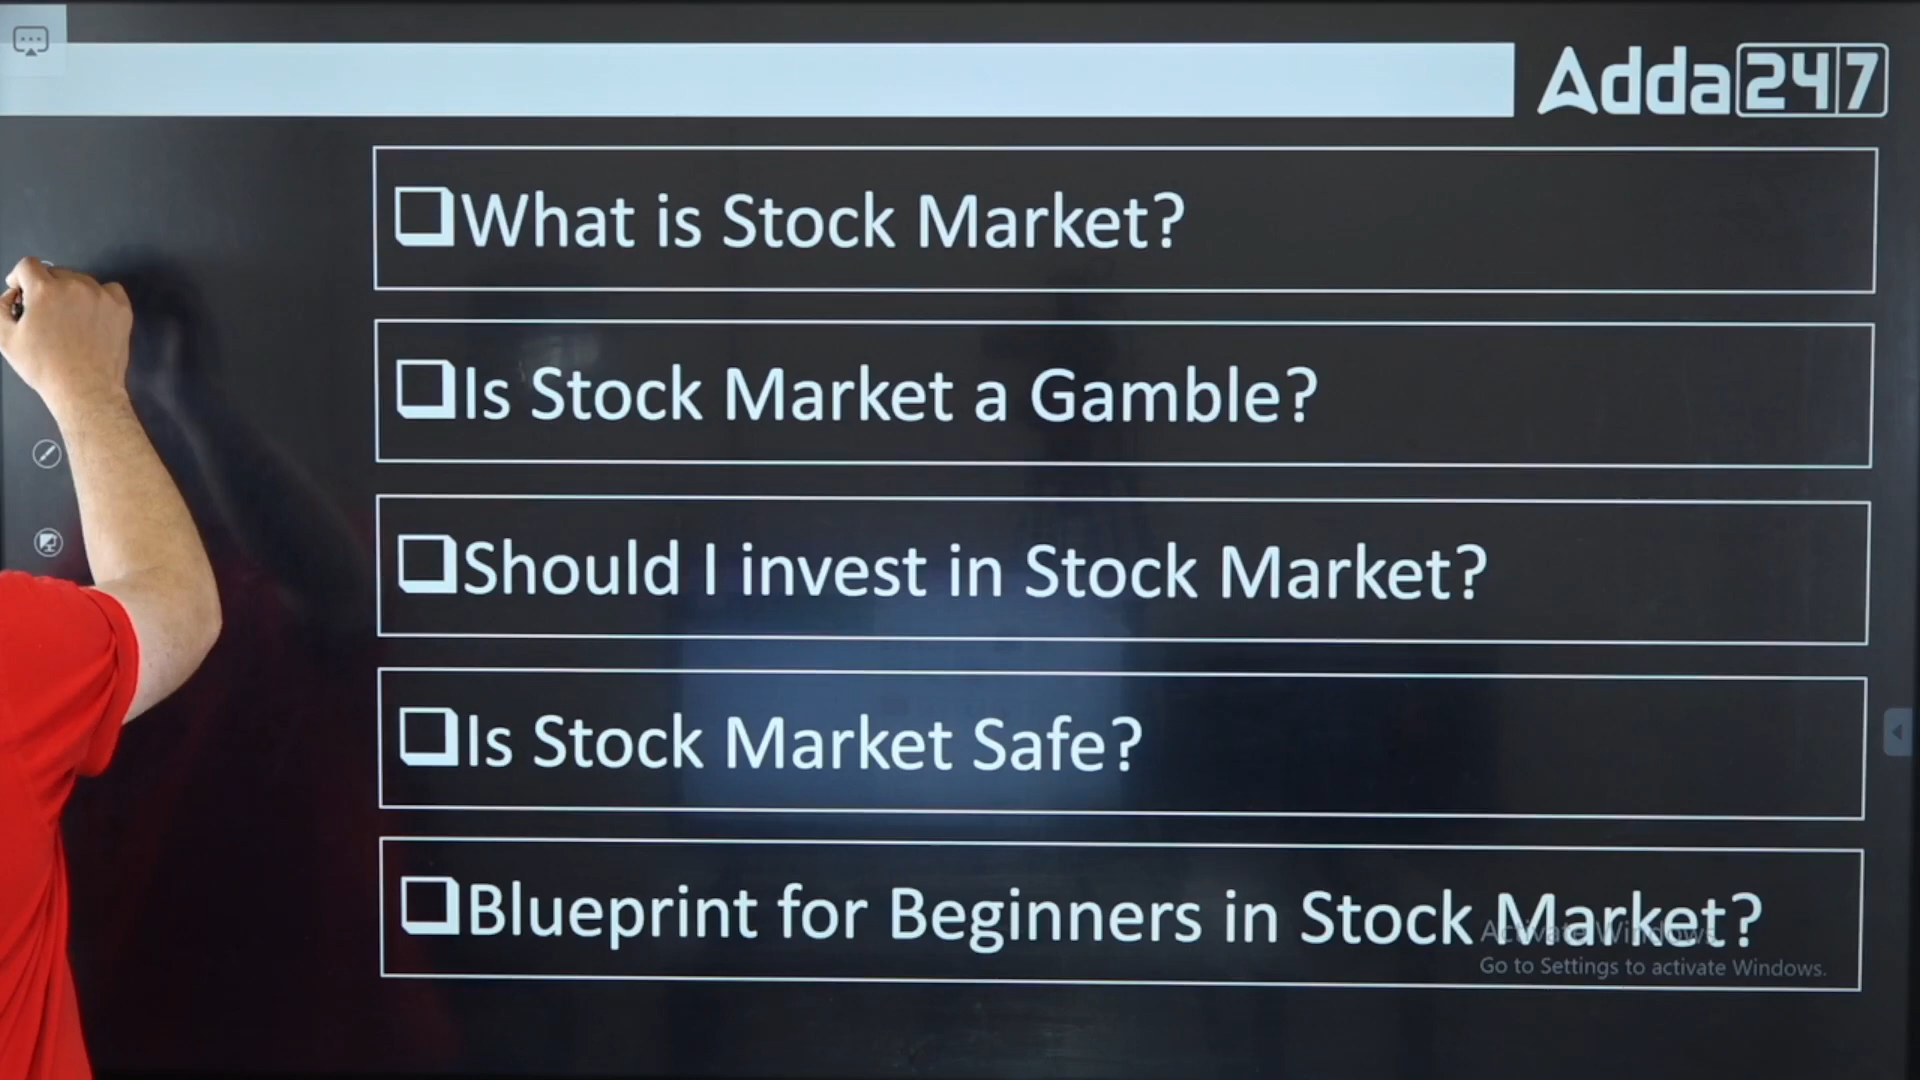 Adda247
What is Stock Market?
Is Stock Market a Gamble?
Should I invest in Stock Market?
Is Stock Market Safe?
Blueprint for Beginners in Stock Market?
Activate Windows
Go to Settings to activate Windows.